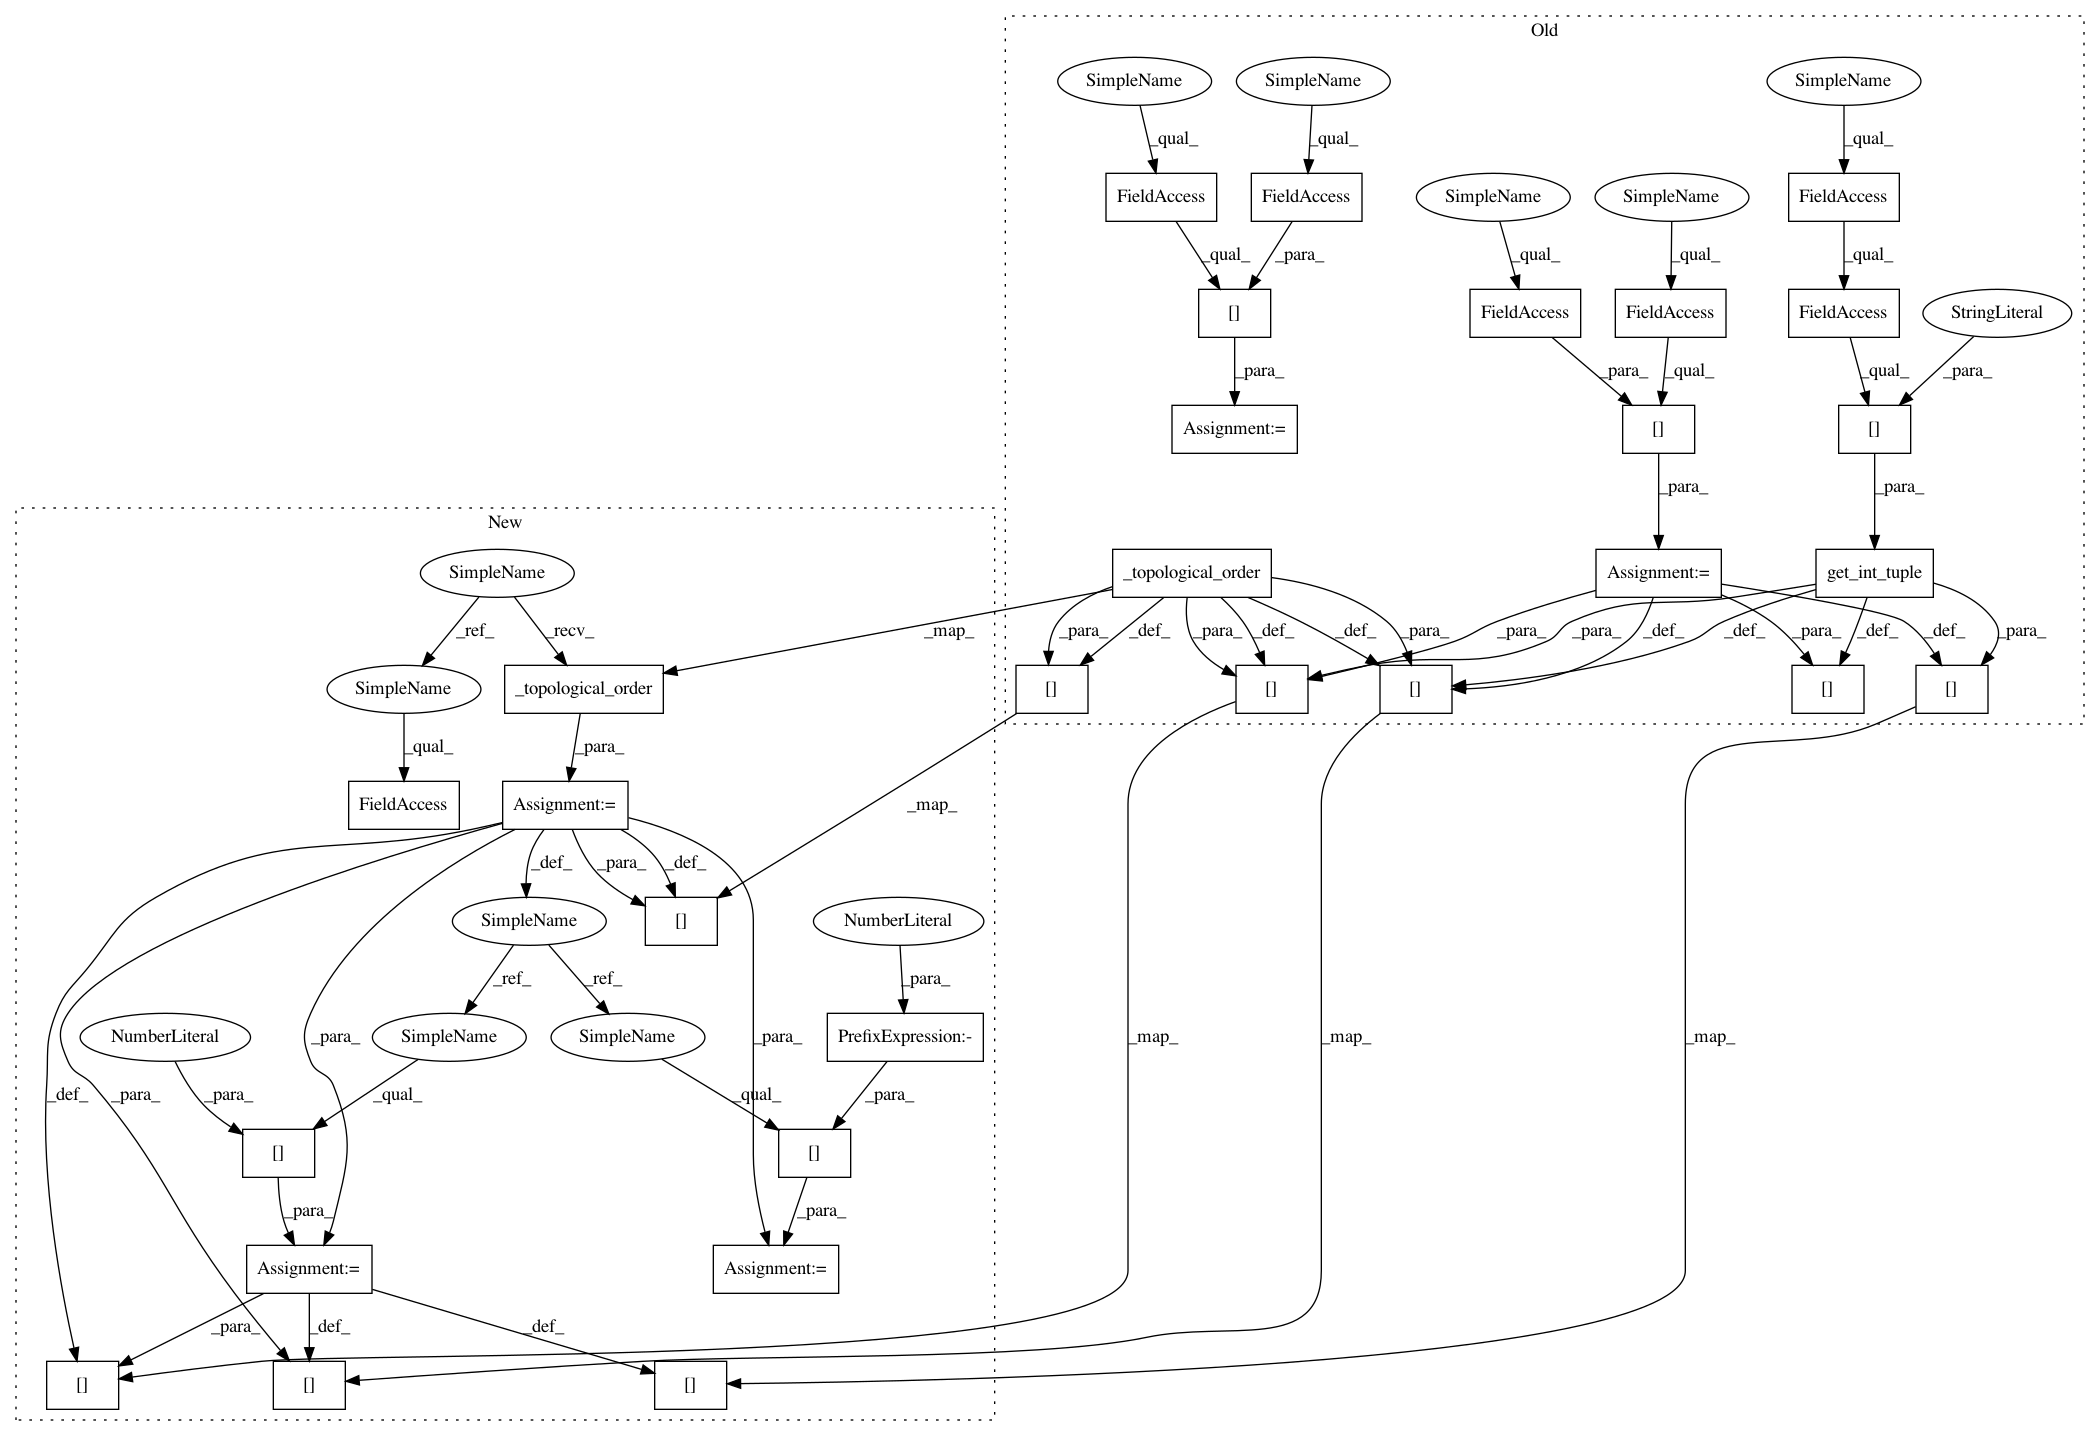 Old
SimpleName
SimpleName
SimpleName
_qual_
_qual_
_qual_
FieldAccess
FieldAccess
SimpleName
SimpleName
FieldAccess
_qual_
_para_
_qual_
_qual_
_qual_
[]
FieldAccess
FieldAccess
FieldAccess
StringLiteral
_para_
_para_
_qual_
_qual_
_para_
Assignment:=
[]
[]
_para_
_para_
New
SimpleName
_topological_order
Assignment:=
get_int_tuple
_ref_
_recv_
_map_
_para_
_def_
_para_
_def_
_def_
_para_
_para_
_para_
_def_
_def_
_para_
_def_
_def_
_para_
SimpleName
_topological_order
[]
[]
[]
[]
[]
_qual_
_para_
FieldAccess
Assignment:=
_map_
_def_
_para_
_def_
SimpleName
[]
NumberLiteral
_ref_
_ref_
_para_
NumberLiteral
SimpleName
SimpleName
PrefixExpression:-
_para_
_para_
_map_
_map_
_map_
_def_
_para_
_para_
_qual_
_qual_
_para_
[]
[]
_para_
_para_
Assignment:=
Assignment:=
_para_
_def_
_def_
[]
[]
[]